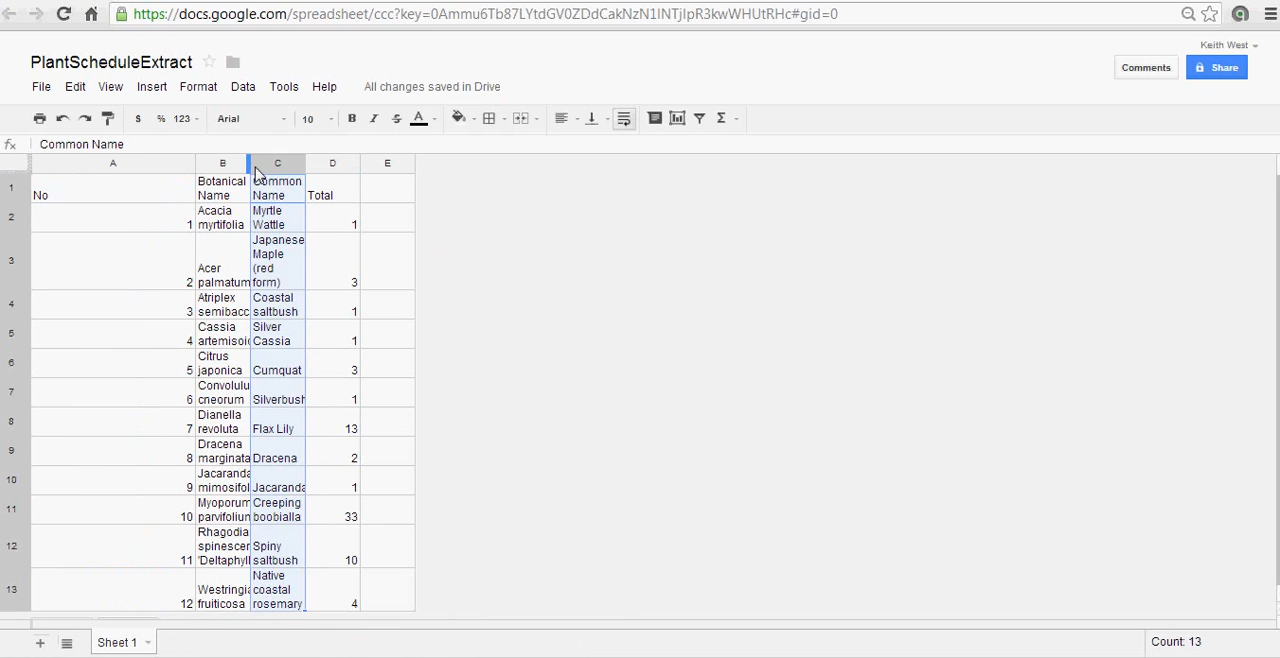 https://docs.google.com/spreadsheet/ccc?key=0Ammu6Tb87LYtdGV0ZDdCakNzN1lNTjlpR3kwWHUtRHc#gid=0
Keith West
PlantScheduleExtract
Comments
Share
File Edit View Insert Format Data Tools Help All changes saved in Drive
$ % 123 Arial 10 B I S A Σ
fx Common Name
A B C D E
1 No Botanical Name Common Name Total
2 1 Acacia myrtifolia Myrtle Wattle 1
3 2 Acer palmatum Japanese Maple (red form) 3
4 3 Atriplex semibacc Coastal saltbush 1
5 4 Cassia artemisoi Silver Cassia 1
6 5 Citrus japonica Cumquat 3
7 6 Convolulu cneorum Silverbush 1
8 7 Dianella revoluta Flax Lily 13
9 8 Dracena marginata Dracena 2
10 9 Jacaranda mimosifol Jacaranda 1
11 10 Myoporum parvifolium Creeping boobialla 33
12 11 Rhagodia spinescer 'Deltaphyll Spiny saltbush 10
13 12 Westringia fruiticosa Native coastal rosemary 4
+ Sheet 1
Count: 13